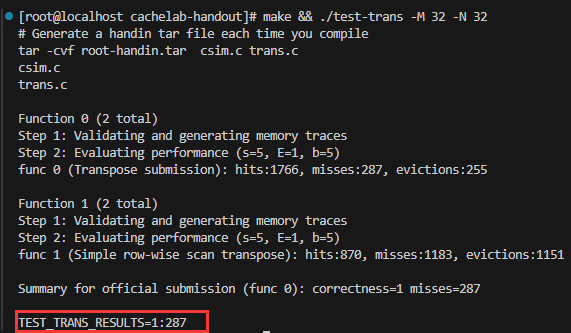 [root@localhost cachelab-handout]# make && ./test-trans -M 32 -N 32
# Generate a handin tar file each time you compile
tar -cvf root-handin.tar  csim.c trans.c
csim.c
trans.c
Function 0 (2 total)
Step 1: Validating and generating memory traces
Step 2: Evaluating performance (s=5, E=1, b=5)
func 0 (Transpose submission): hits:1766, misses:287, evictions:255
Function 1 (2 total)
Step 1: Validating and generating memory traces
Step 2: Evaluating performance (s=5, E=1, b=5)
func 1 (Simple row-wise scan transpose): hits:870, misses:1183, evictions:1151
Summary for official submission (func 0): correctness=1 misses=287
TEST_TRANS_RESULTS=1:287